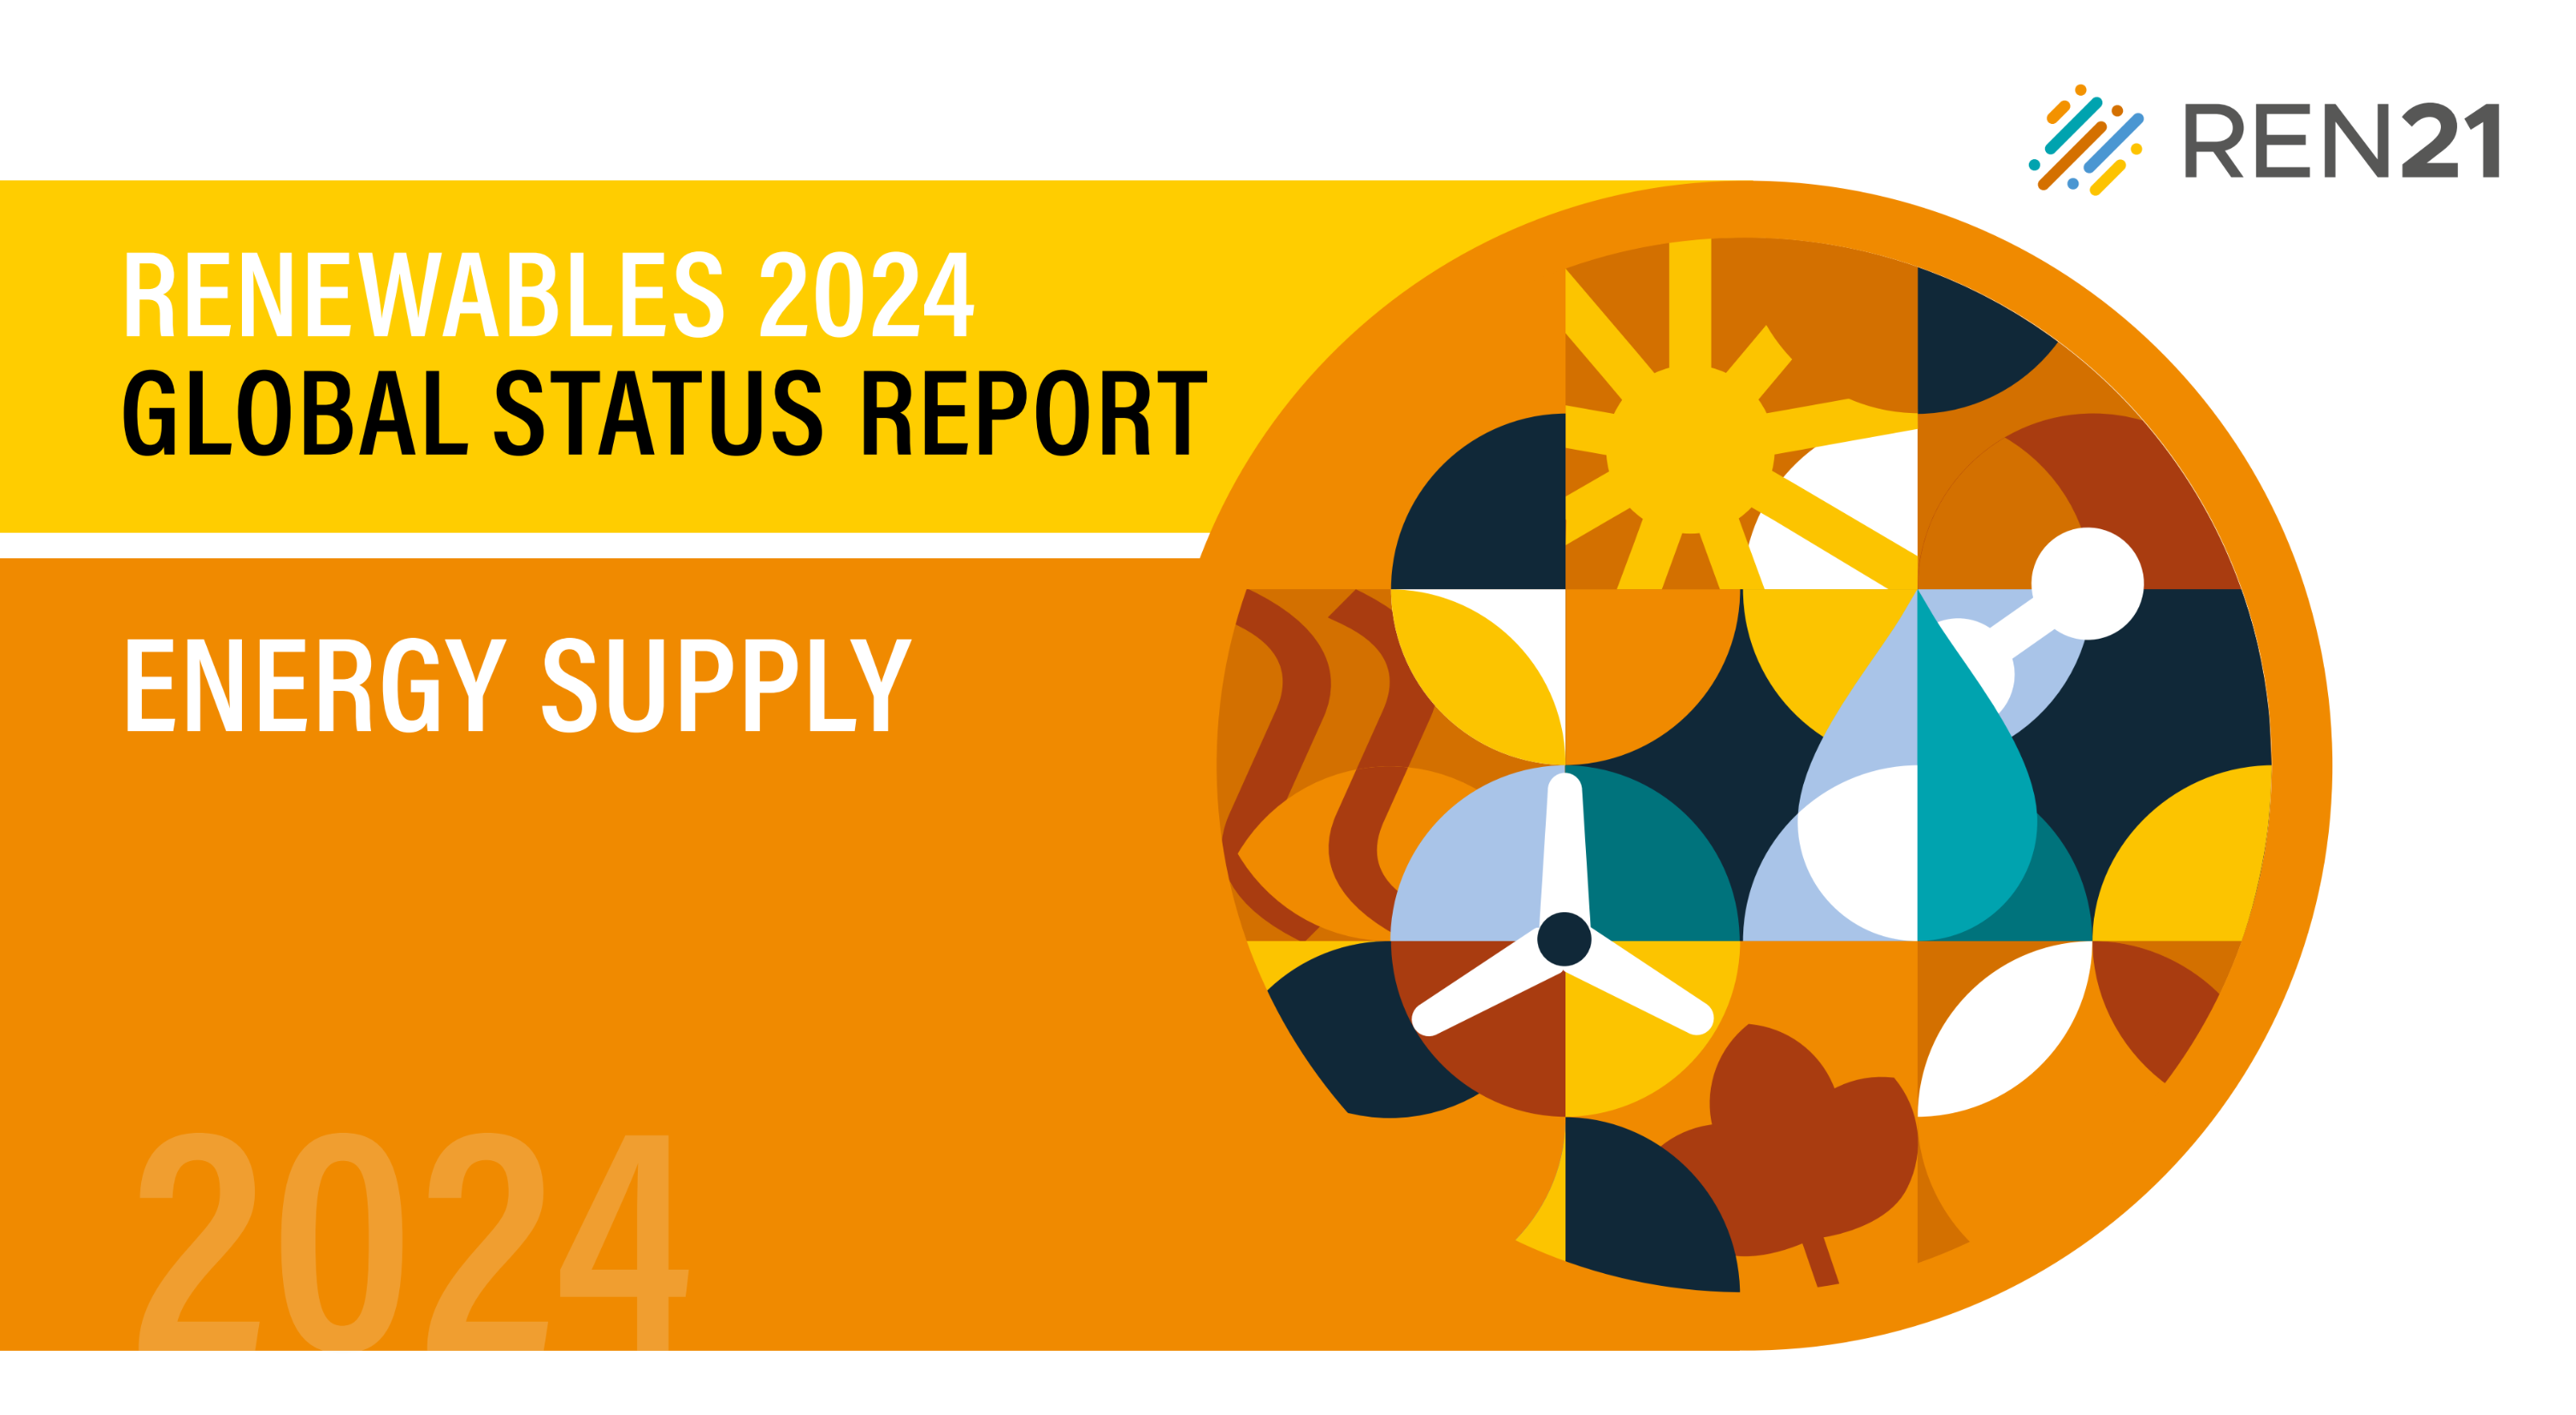 REN21
RENEWABLES 2024
GLOBAL STATUS REPORT
ENERGY SUPPLY
2024